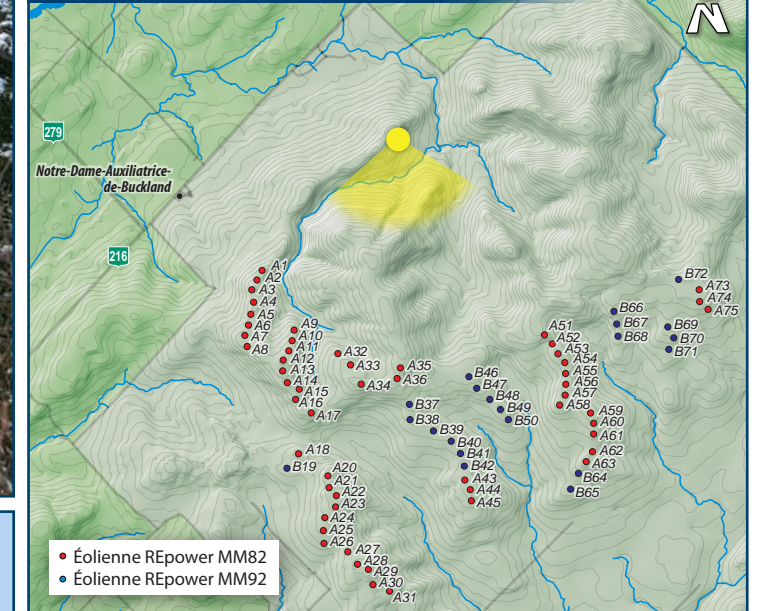 N
279
Notre-Dame-Auxiliatrice-
de-Buckland
216
A1
A2
A3
A4
A5
A6
A7
A8
A9
A10
A11
A12
A13
A14
A15
A16
A17
A18
B19
A20
A21
A22
A23
A24
A25
A26
A27
A28
A29
A30
A31
A32
A33
A34
A35
A36
B37
B38
B39
B40
B41
B42
A43
A44
A45
B46
B47
B48
B49
B50
A51
A52
A53
A54
A55
A56
A57
A58
A59
A60
A61
A62
A63
B64
B65
B66
B67
B68
B69
B70
B71
B72
A73
A74
A75
Éolienne REpower MM82
Éolienne REpower MM92